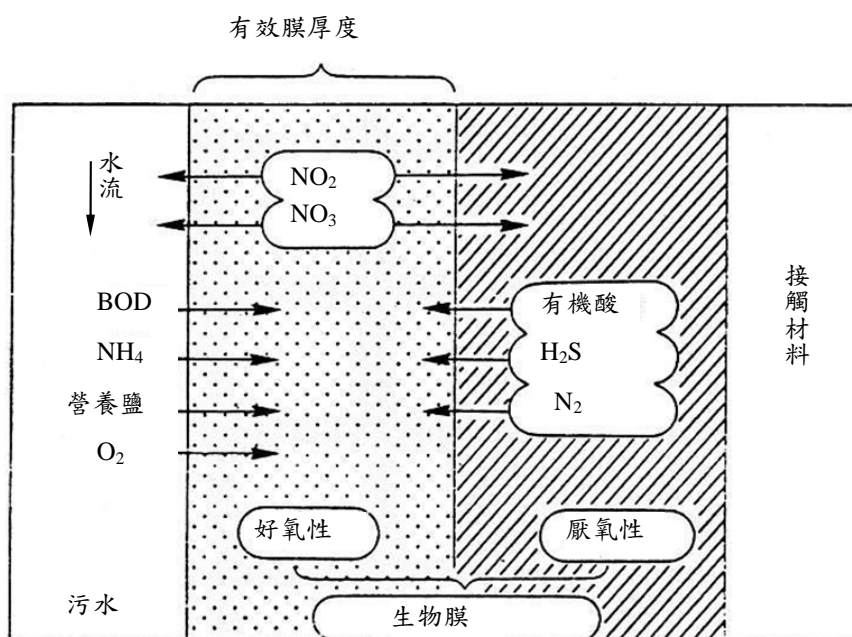 有效膜厚度
水流
NO₂
NO₃
BOD
NH₄
營養鹽
O₂
有機酸
H₂S
N₂
接觸材料
好氧性
厭氧性
污水
生物膜